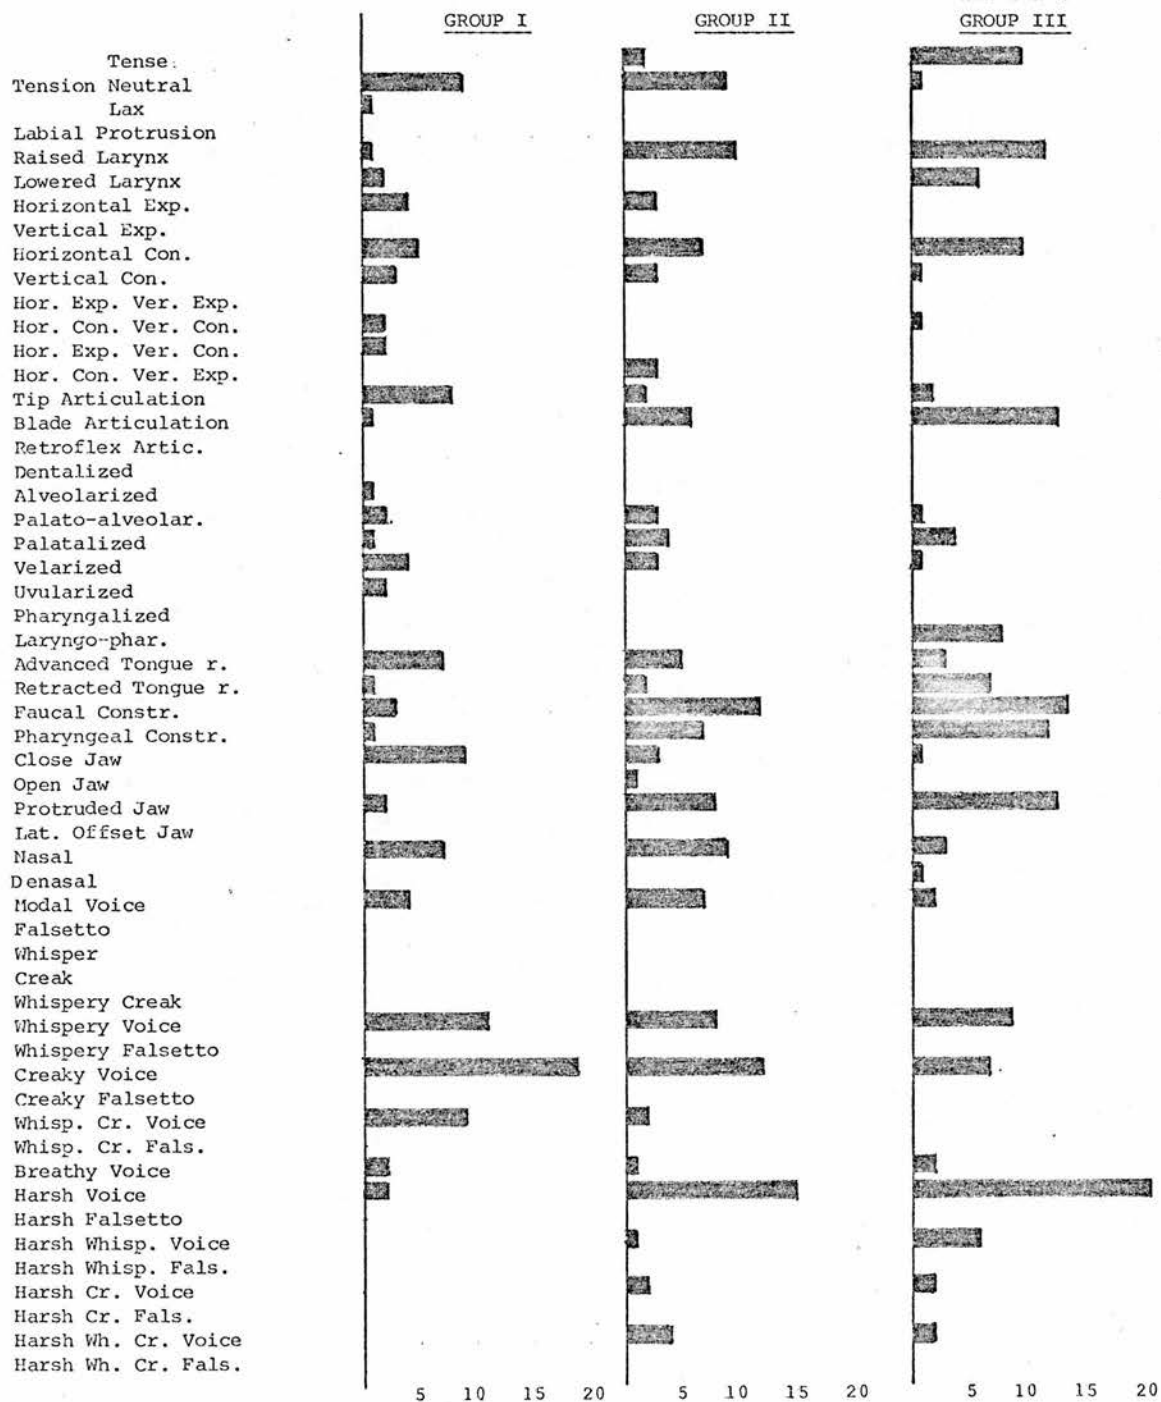 GROUP I GROUP II GROUP III
Tense
Tension Neutral
Lax
Labial Protrusion
Raised Larynx
Lowered Larynx
Horizontal Exp.
Vertical Exp.
Horizontal Con.
Vertical Con.
Hor. Exp. Ver. Exp.
Hor. Con. Ver. Con.
Hor. Exp. Ver. Con.
Hor. Con. Ver. Exp.
Tip Articulation
Blade Articulation
Retroflex Artic.
Dentalized
Alveolarized
Palato-alveolar.
Palatalized
Velarized
Uvularized
Pharyngalized
Laryngo-phar.
Advanced Tongue r.
Retracted Tongue r.
Faucal Constr.
Pharyngeal Constr.
Close Jaw
Open Jaw
Protruded Jaw
Lat. Offset Jaw
Nasal
Denasal
Modal Voice
Falsetto
Whisper
Creak
Whispery Creak
Whispery Voice
Whispery Falsetto
Creaky Voice
Creaky Falsetto
Whisp. Cr. Voice
Whisp. Cr. Fals.
Breathy Voice
Harsh Voice
Harsh Falsetto
Harsh Whisp. Voice
Harsh Whisp. Fals.
Harsh Cr. Voice
Harsh Cr. Fals.
Harsh Wh. Cr. Voice
Harsh Wh. Cr. Fals.
5 10 15 20 5 10 15 20 5 10 15 20